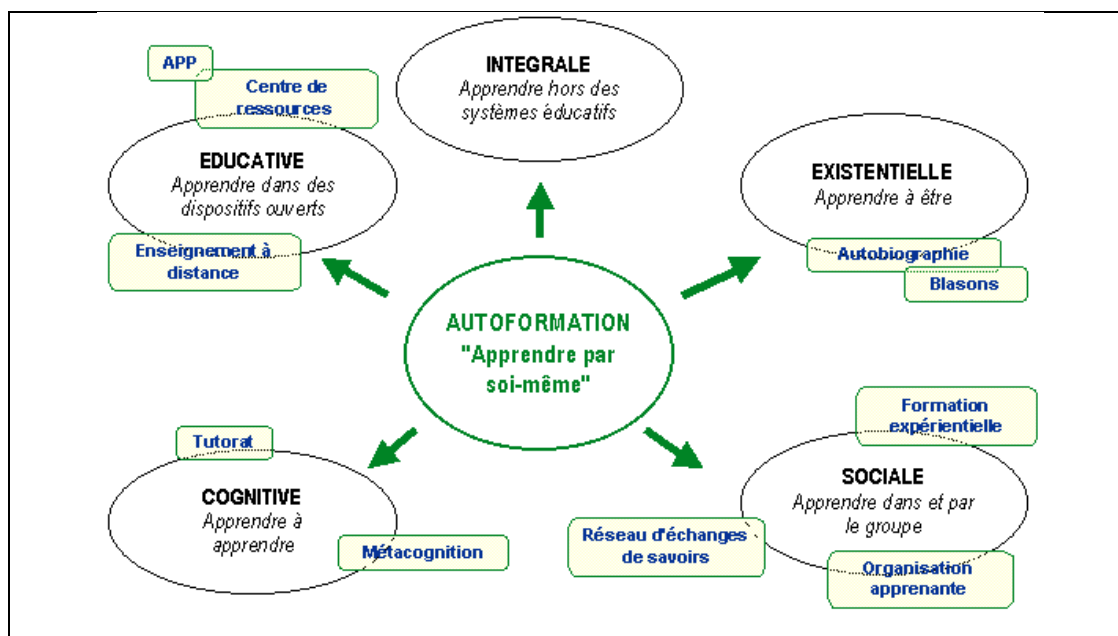 APP
Centre de
ressources
EDUCATIVE
Apprendre dans des
dispositifs ouverts
Enseignement à
distance
INTEGRALE
Apprendre hors des
systèmes éducatifs
EXISTENTIELLE
Apprendre à être
Autobiographie
Blasons
AUTOFORMATION
"Apprendre par
soi-même"
Tutorat
COGNITIVE
Apprendre à
apprendre
Métacognition
Formation
expérientielle
SOCIALE
Apprendre dans et par
le groupe
Réseau d'échanges
de savoirs
Organisation
apprenante